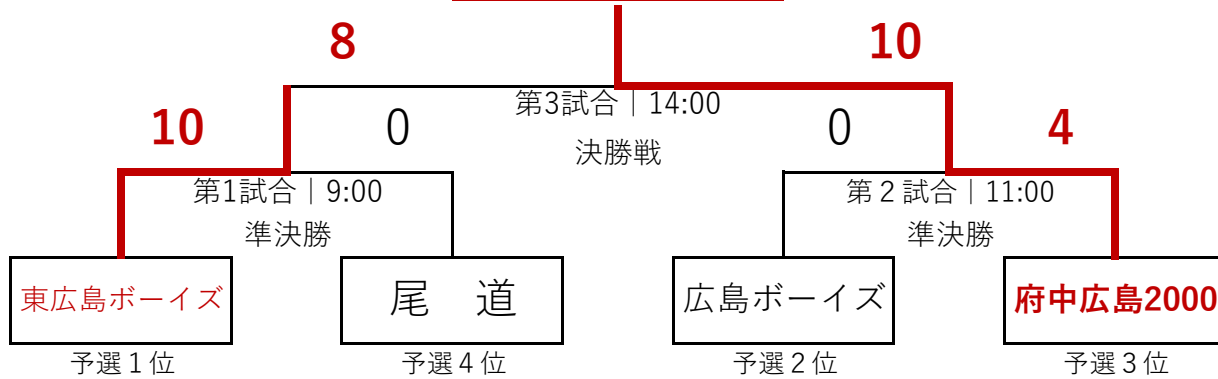 8
10
第3試合｜14:00
10
0
0
4
決勝戦
第1試合｜9:00
第２試合｜11:00
準決勝
準決勝
東広島ボーイズ
尾　道
広島ボーイズ
府中広島2000
予選１位
予選４位
予選２位
予選３位